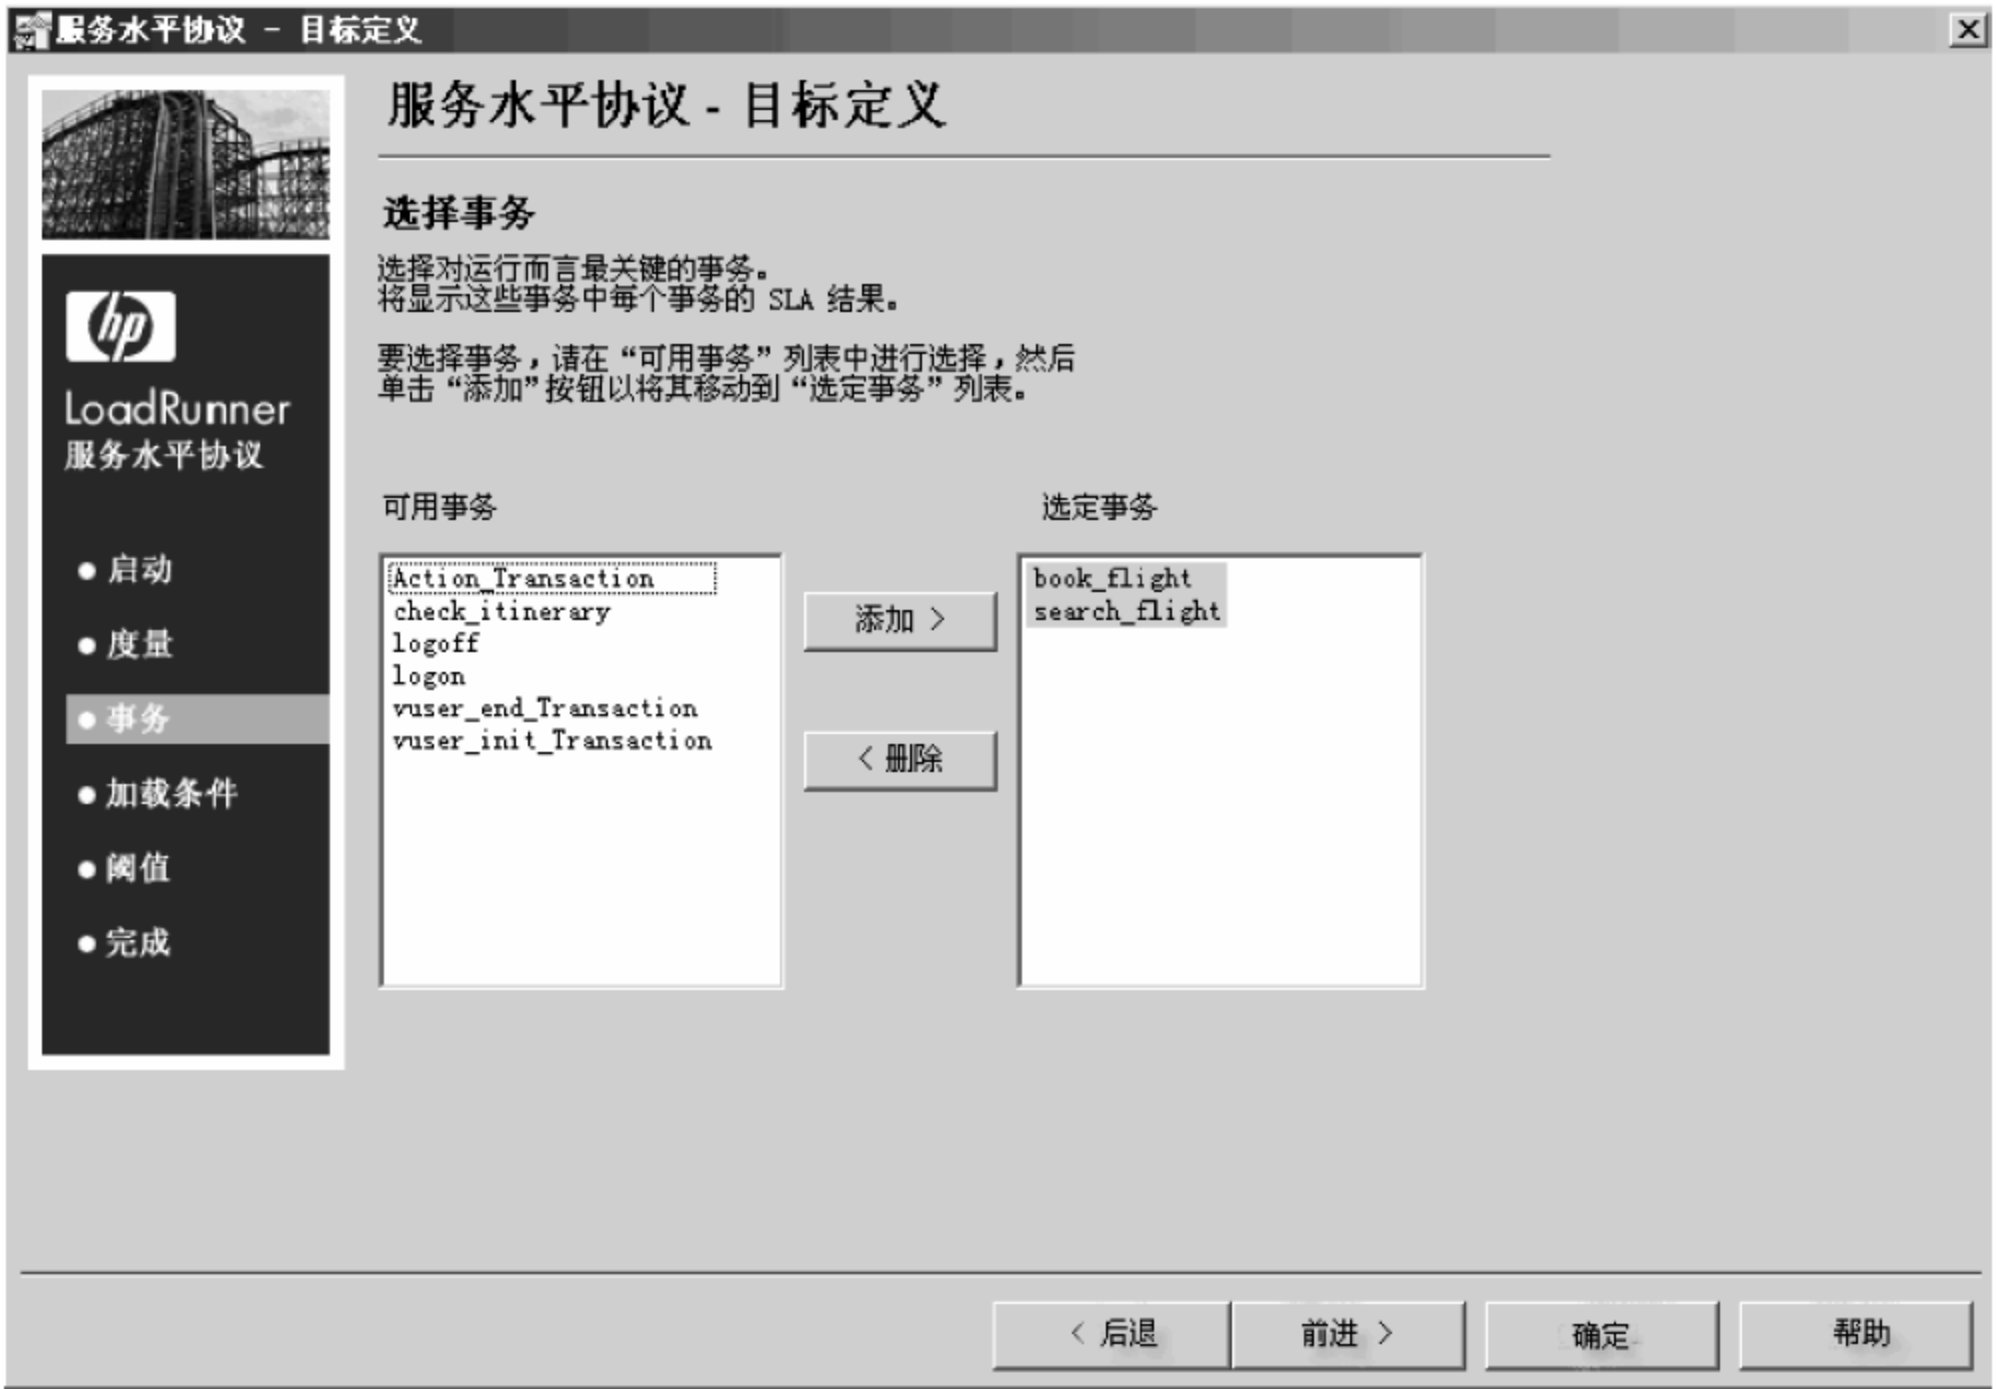 服务水平协议 - 目标定义
服务水平协议 - 目标定义
选择事务
选择对运行而言最关键的事务。
将显示这些事务中每个事务的 SLA 结果。
要选择事务，请在“可用事务”列表中进行选择，然后
单击“添加”按钮以将其移动到“选定事务”列表。
hp
LoadRunner
服务水平协议
启动
度量
事务
加载条件
阈值
完成
可用事务
Action_Transaction
check_itinerary
logoff
logon
vuser_end_Transaction
vuser_init_Transaction
添加 >
< 删除
选定事务
book_flight
search_flight
< 后退
前进 >
确定
帮助